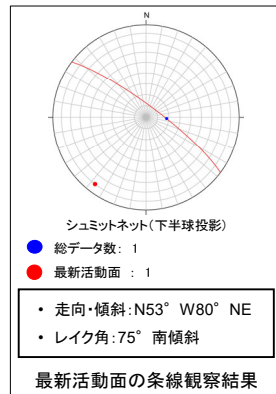 N
シュミットネット(下半球投影)
総データ数: 1
最新活動面 : 1
・ 走向・傾斜:N53°W80°NE
・ レイク角:75°南傾斜
最新活動面の条線観察結果